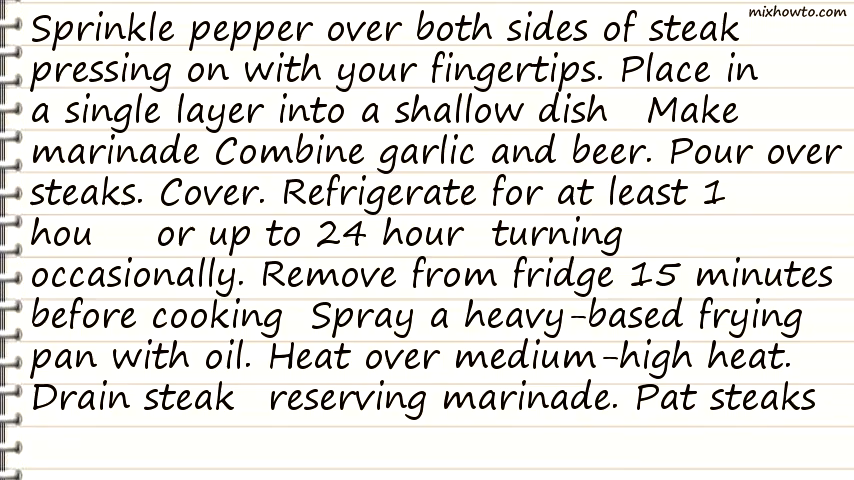 mixhowto.com
Sprinkle pepper over both sides of steak
pressing on with your fingertips. Place in
a single layer into a shallow dish Make
marinade Combine garlic and beer. Pour over
steaks. Cover. Refrigerate for at least 1
hou or up to 24 hour turning
occasionally. Remove from fridge 15 minutes
before cooking Spray a heavy-based frying
pan with oil. Heat over medium-high heat.
Drain steak reserving marinade. Pat steaks